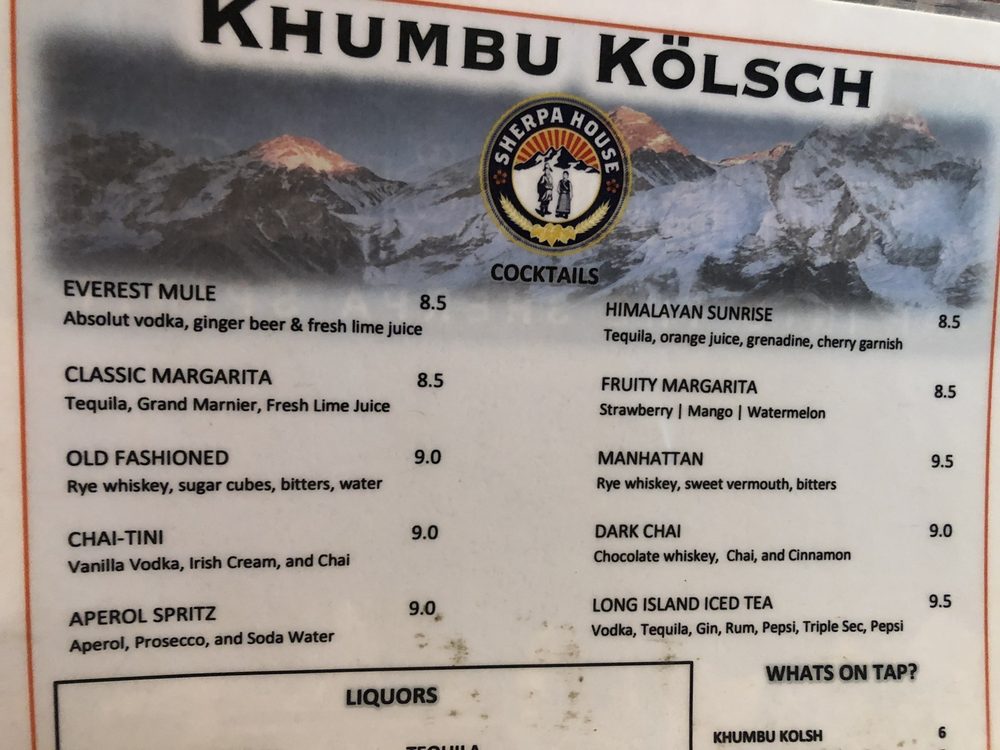 KHUMBU KÖLSCH
SHERPA HOUSE
COCKTAILS
EVEREST MULE 8.5
Absolut vodka, ginger beer & fresh lime juice
CLASSIC MARGARITA 8.5
Tequila, Grand Marnier, Fresh Lime Juice
OLD FASHIONED 9.0
Rye whiskey, sugar cubes, bitters, water
CHAI-TINI 9.0
Vanilla Vodka, Irish Cream, and Chai
APEROL SPRITZ 9.0
Aperol, Prosecco, and Soda Water
HIMALAYAN SUNRISE 8.5
Tequila, orange juice, grenadine, cherry garnish
FRUITY MARGARITA 8.5
Strawberry | Mango | Watermelon
MANHATTAN 9.5
Rye whiskey, sweet vermouth, bitters
DARK CHAI 9.0
Chocolate whiskey, Chai, and Cinnamon
LONG ISLAND ICED TEA 9.5
Vodka, Tequila, Gin, Rum, Pepsi, Triple Sec, Pepsi
LIQUORS
TEQUILA
WHATS ON TAP?
KHUMBU KOLSH 6